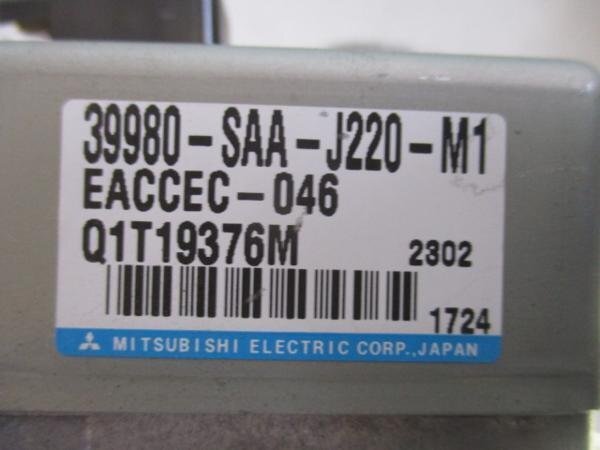 39980-SAA-J220-M1
EACCEC-046
Q1T19376M 2302
1724
MITSUBISHI ELECTRIC CORP.,JAPAN